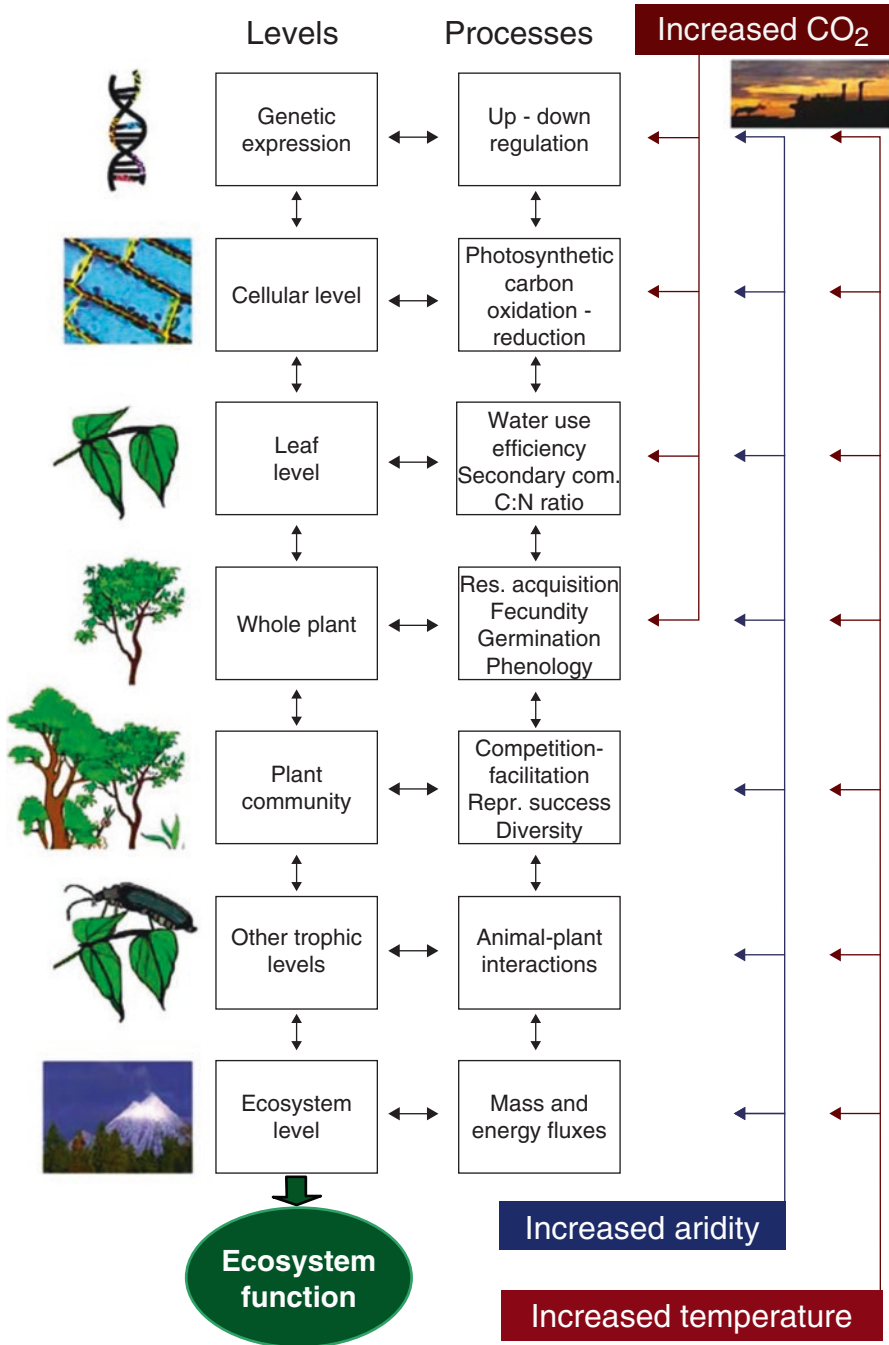 Levels
Processes
Increased CO₂
Genetic
expression
Up - down
regulation
Cellular level
Photosynthetic
carbon
oxidation -
reduction
Leaf
level
Water use
efficiency
Secondary com.
C:N ratio
Whole plant
Res. acquisition
Fecundity
Germination
Phenology
Plant
community
Competition-
facilitation
Repr. success
Diversity
Other trophic
levels
Animal-plant
interactions
Ecosystem
level
Mass and
energy fluxes
Increased aridity
Ecosystem
function
Increased temperature